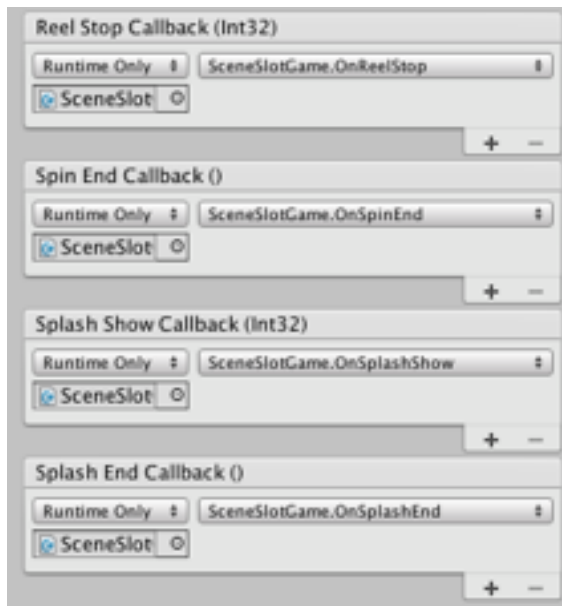 Reel Stop Callback (Int32)
Runtime Only SceneSlotGame.OnReelStop
SceneSlot
+ −
Spin End Callback ()
Runtime Only SceneSlotGame.OnSpinEnd
SceneSlot
+ −
Splash Show Callback (Int32)
Runtime Only SceneSlotGame.OnSplashShow
SceneSlot
+ −
Splash End Callback ()
Runtime Only SceneSlotGame.OnSplashEnd
SceneSlot
+ −